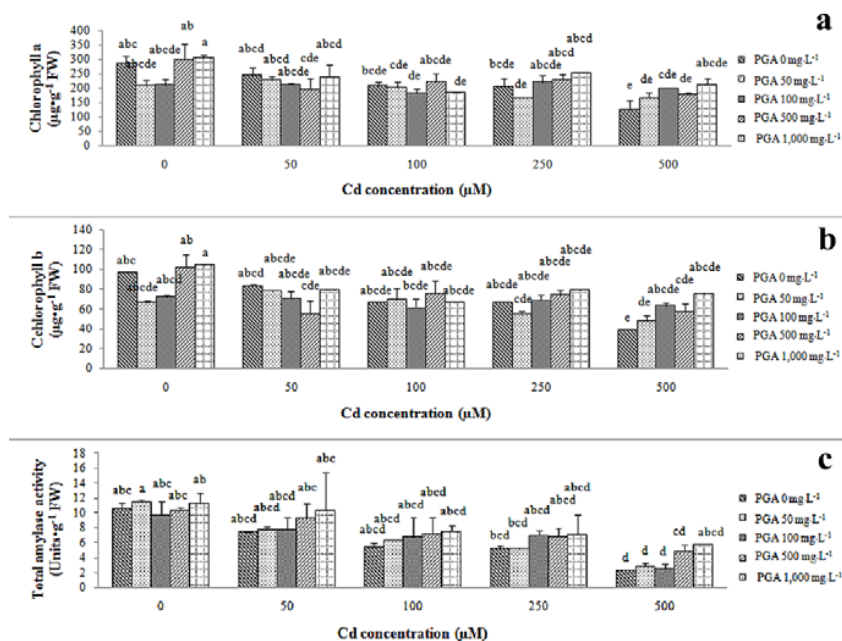 a
Chlorophyll a
(µg•g⁻¹ FW)
400
350
300
250
200
150
100
50
0
abc abcde abcde ab a
abcd abcd abcde cde abcd
bcde cde de abcd de
bcde de abcd abcd abcd
e de cde de abcd
0 50 100 250 500
Cd concentration (µM)
PGA 0 mg·L⁻¹
PGA 50 mg·L⁻¹
PGA 100 mg·L⁻¹
PGA 500 mg·L⁻¹
PGA 1,000 mg·L⁻¹
b
C chlorophyll b
(µg•g⁻¹ FW)
140
120
100
80
60
40
20
0
abc abcde abcd ab a
abcd abcde abcde cde abcde
abcde abcde bcde abcde abcde
abcde cde abcde abcde abcde
e de abcde cde abcde
0 50 100 250 500
Cd concentration (µM)
PGA 0 mg·L⁻¹
PGA 50 mg·L⁻¹
PGA 100 mg·L⁻¹
PGA 500 mg·L⁻¹
PGA 1,000 mg·L⁻¹
c
Total amylase activity
(Units•g⁻¹ FW)
18
16
14
12
10
8
6
4
2
0
abc a abc abc ab
abcd abcd abcd abc abc
abcd abcd abcd abcd abcd
bcd bcd abcd abcd abcd
d d d cd abcd
0 50 100 250 500
Cd concentration (µM)
PGA 0 mg·L⁻¹
PGA 50 mg·L⁻¹
PGA 100 mg·L⁻¹
PGA 500 mg·L⁻¹
PGA 1,000 mg·L⁻¹